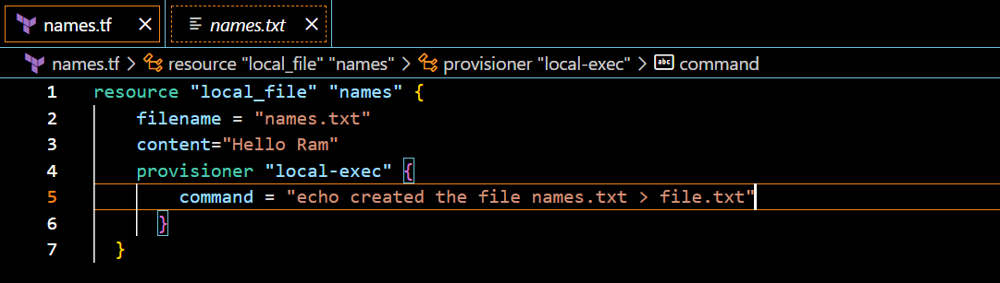 names.tf names.txt
names.tf > resource "local_file" "names" > provisioner "local-exec" > abc command
1 resource "local_file" "names" {
2 filename = "names.txt"
3 content="Hello Ram"
4 provisioner "local-exec" {
5 command = "echo created the file names.txt > file.txt"
6 }
7 }